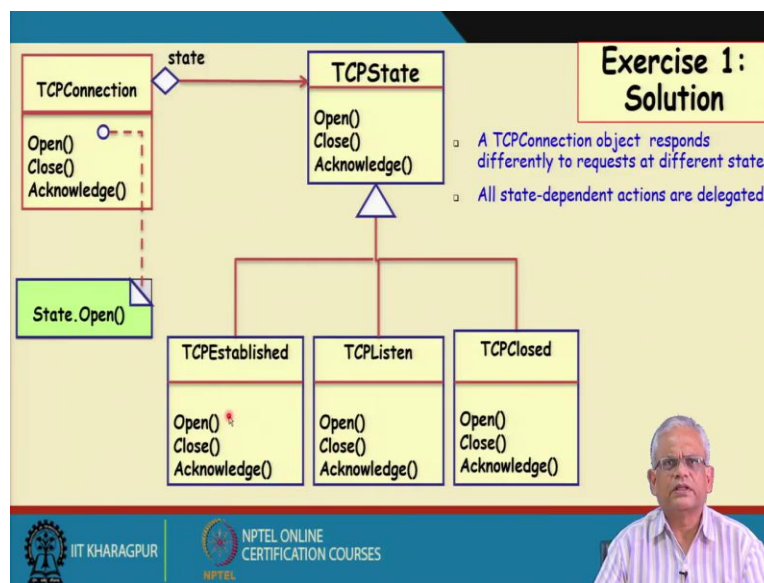 state
TCPConnection
Open()
Close()
Acknowledge()
State.Open()
TCPState
Open()
Close()
Acknowledge()
TCPEstablished
Open()
Close()
Acknowledge()
TCPListen
Open()
Close()
Acknowledge()
TCPClosed
Open()
Close()
Acknowledge()
Exercise 1:
Solution
A TCPConnection object responds
differently to requests at different state
All state-dependent actions are delegated
IIT KHARAGPUR
NPTEL
NPTEL ONLINE
CERTIFICATION COURSES